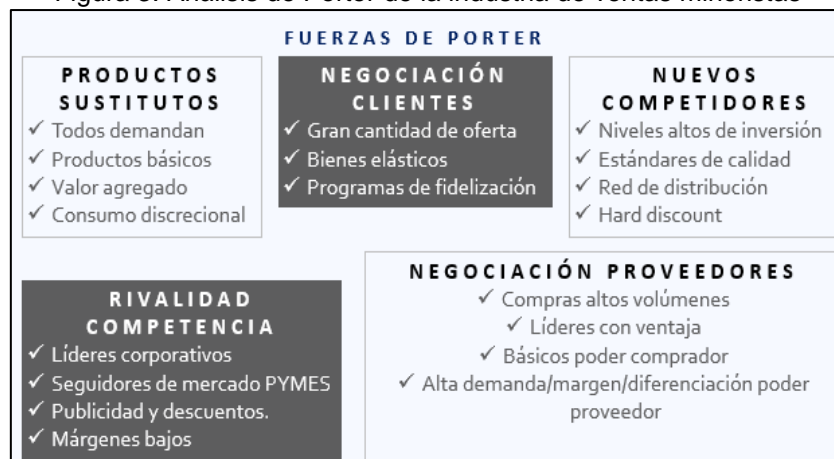 FUERZAS DE PORTER
PRODUCTOS
SUSTITUTOS
✓ Todos demandan
✓ Productos básicos
✓ Valor agregado
✓ Consumo discrecional
NEGOCIACIÓN
CLIENTES
✓ Gran cantidad de oferta
✓ Bienes elásticos
✓ Programas de fidelización
NUEVOS
COMPETIDORES
✓ Niveles altos de inversión
✓ Estándares de calidad
✓ Red de distribución
✓ Hard discount
RIVALIDAD
COMPETENCIA
✓ Líderes corporativos
✓ Seguidores de mercado PYMES
✓ Publicidad y descuentos.
✓ Márgenes bajos
NEGOCIACIÓN PROVEEDORES
✓ Compras altos volúmenes
✓ Líderes con ventaja
✓ Básicos poder comprador
✓ Alta demanda/margen/diferenciación poder
proveedor